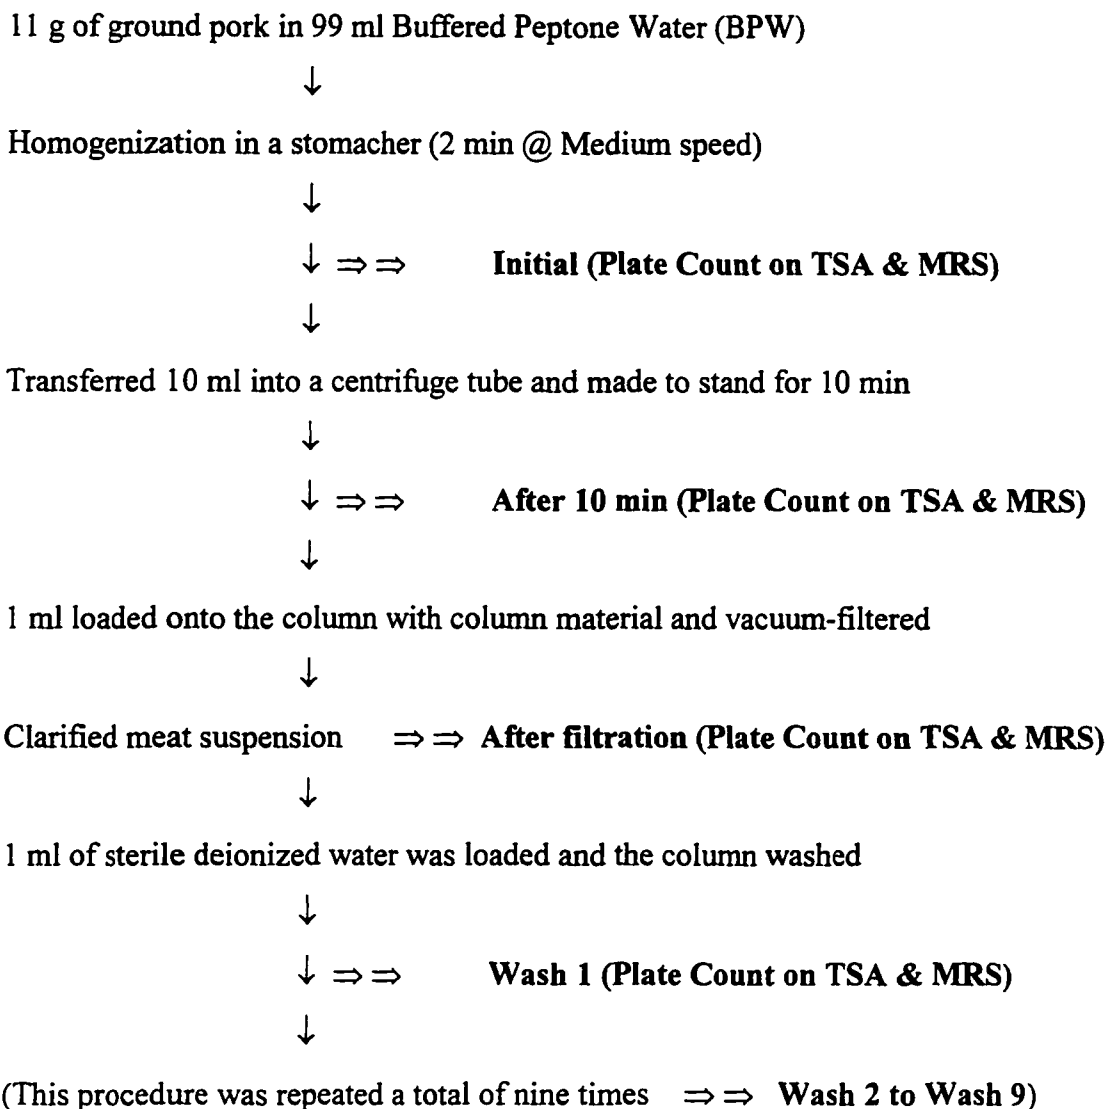 11 g of ground pork in 99 ml Buffered Peptone Water (BPW)
↓
Homogenization in a stomacher (2 min @ Medium speed)
↓
↓ ⇒ ⇒ Initial (Plate Count on TSA & MRS)
↓
Transferred 10 ml into a centrifuge tube and made to stand for 10 min
↓
↓ ⇒ ⇒ After 10 min (Plate Count on TSA & MRS)
↓
1 ml loaded onto the column with column material and vacuum-filtered
↓
Clarified meat suspension ⇒ ⇒ After filtration (Plate Count on TSA & MRS)
↓
1 ml of sterile deionized water was loaded and the column washed
↓
↓ ⇒ ⇒ Wash 1 (Plate Count on TSA & MRS)
↓
(This procedure was repeated a total of nine times ⇒ ⇒ Wash 2 to Wash 9)